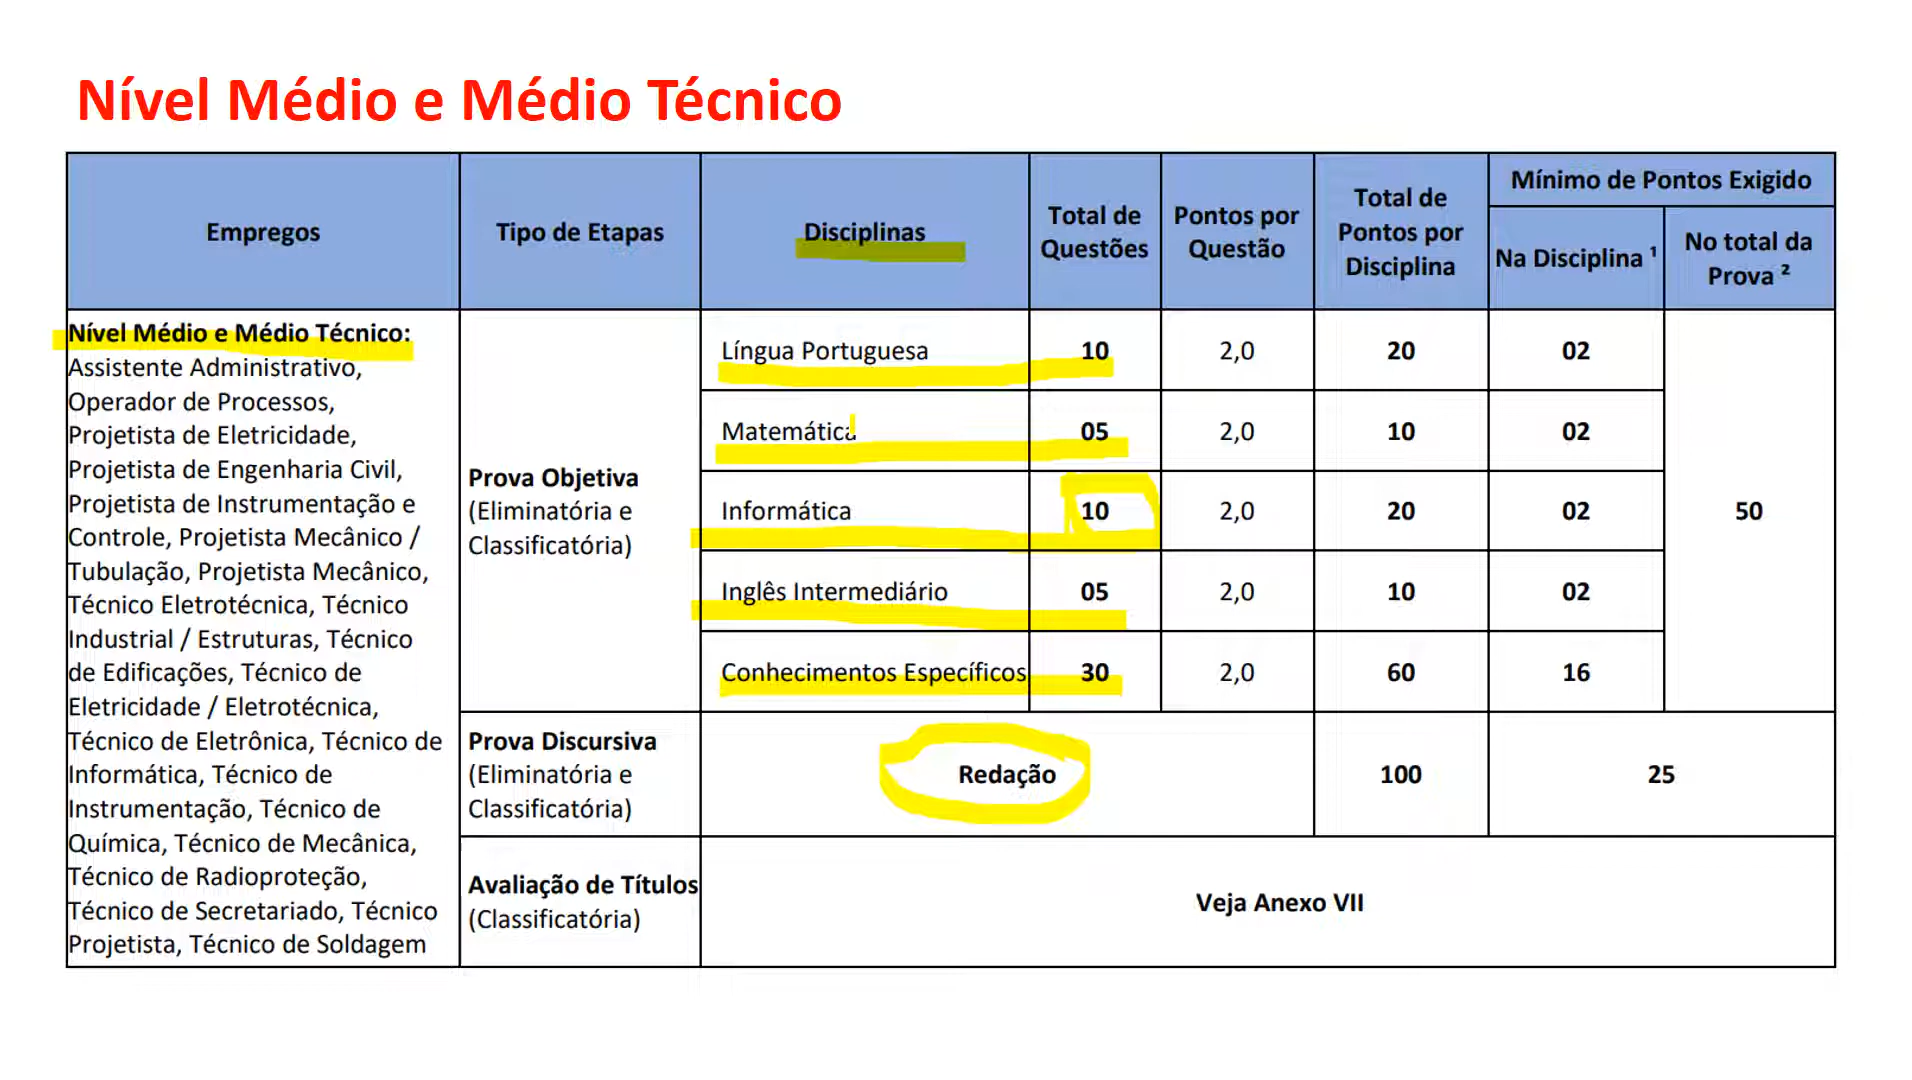 Nível Médio e Médio Técnico
Empregos
Tipo de Etapas
Disciplinas
Total de
Questões
Pontos por
Questão
Total de
Pontos por
Disciplina
Mínimo de Pontos Exigido
Na Disciplina ¹
No total da
Prova ²
Nível Médio e Médio Técnico:
Assistente Administrativo,
Operador de Processos,
Projetista de Eletricidade,
Projetista de Engenharia Civil,
Projetista de Instrumentação e
Controle, Projetista Mecânico /
Tubulação, Projetista Mecânico,
Técnico Eletrotécnica, Técnico
Industrial / Estruturas, Técnico
de Edificações, Técnico de
Eletricidade / Eletrotécnica,
Técnico de Eletrônica, Técnico de
Informática, Técnico de
Instrumentação, Técnico de
Química, Técnico de Mecânica,
Técnico de Radioproteção,
Técnico de Secretariado, Técnico
Projetista, Técnico de Soldagem
Prova Objetiva
(Eliminatória e
Classificatória)
Língua Portuguesa 10 2,0 20 02
Matemática 05 2,0 10 02
Informática 10 2,0 20 02
50
Inglês Intermediário 05 2,0 10 02
Conhecimentos Específicos 30 2,0 60 16
Prova Discursiva
(Eliminatória e
Classificatória)
Redação 100 25
Avaliação de Títulos
(Classificatória)
Veja Anexo VII